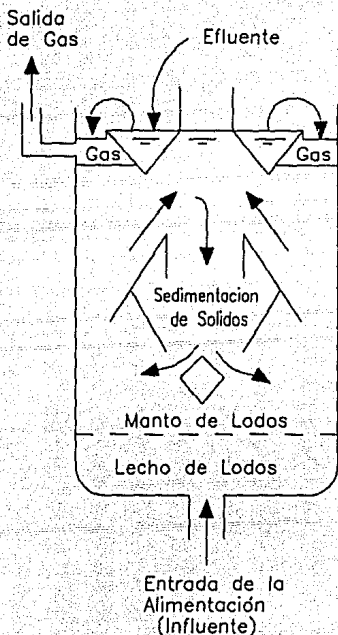 Salida
de Gas
Efluente
Gas
Gas
Sedimentacion
de Solidos
Manto de Lodos
Lecho de Lodos
Entrada de la
Alimentación
(Influente)